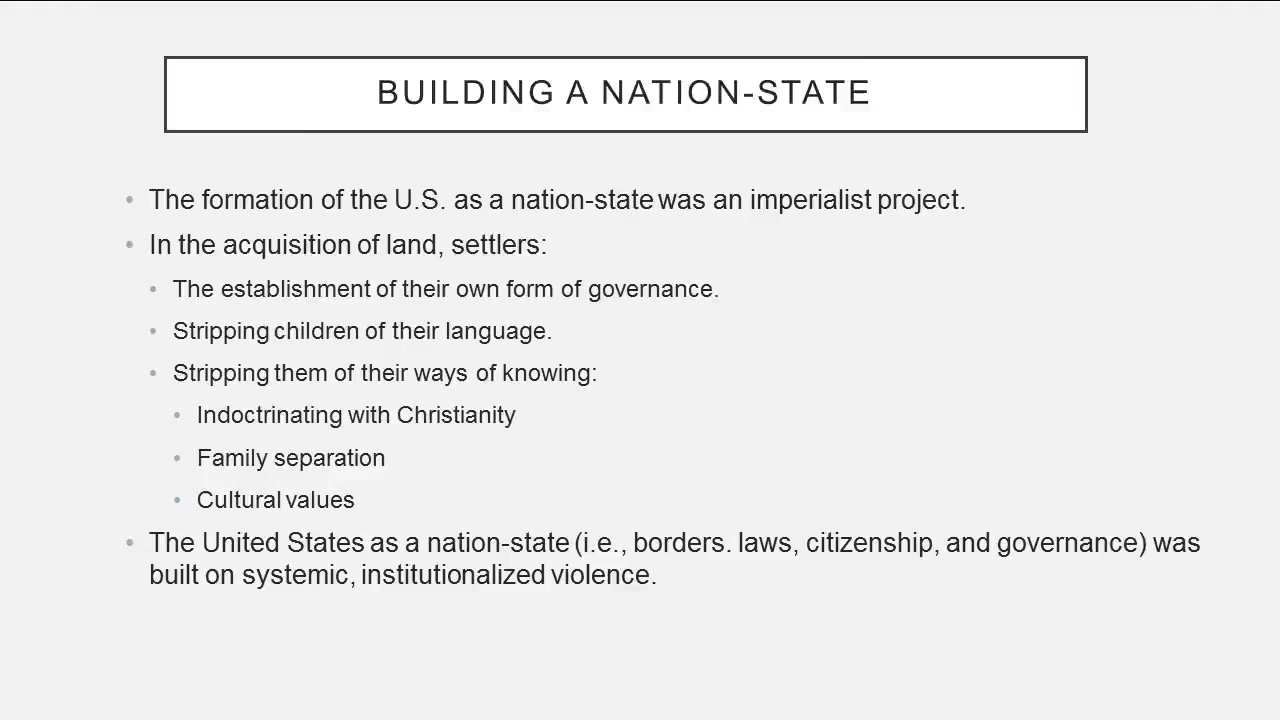 BUILDING A NATION-STATE
• The formation of the U.S. as a nation-state was an imperialist project.
• In the acquisition of land, settlers:
• The establishment of their own form of governance.
• Stripping children of their language.
• Stripping them of their ways of knowing:
• Indoctrinating with Christianity
• Family separation
• Cultural values
• The United States as a nation-state (i.e., borders. laws, citizenship, and governance) was
built on systemic, institutionalized violence.